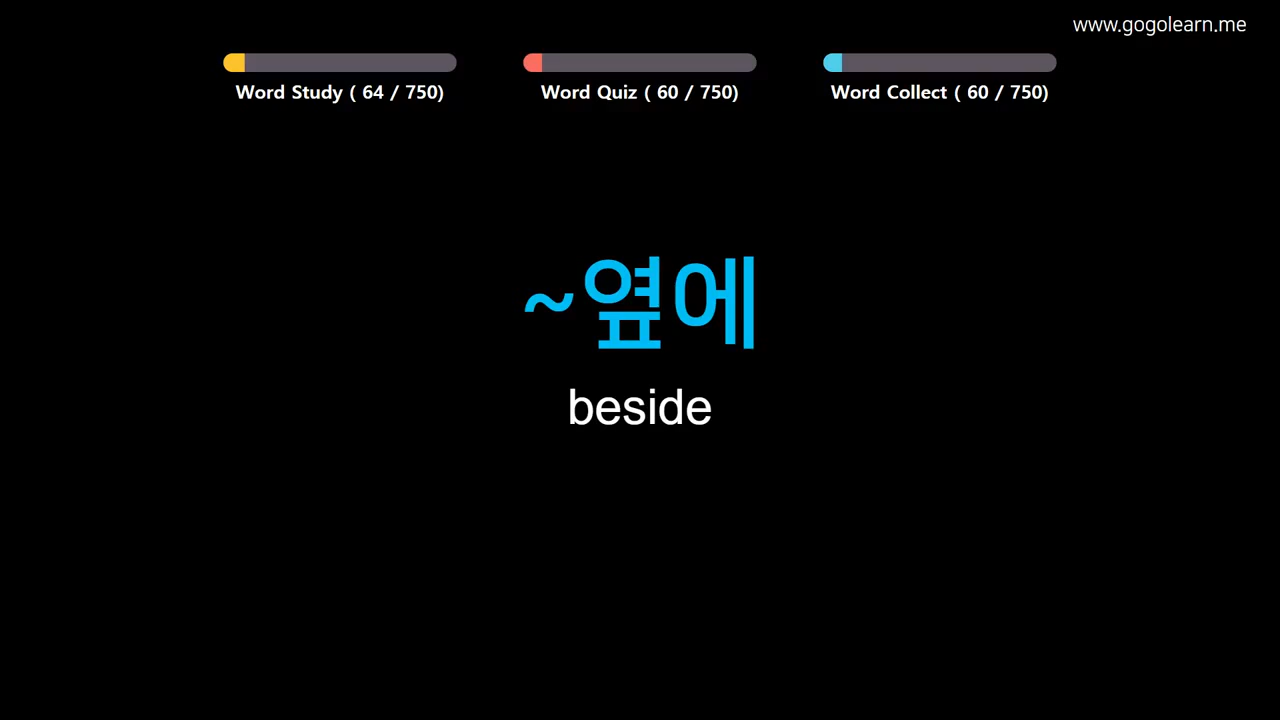 www.gogolearn.me
Word Study ( 64 / 750)
Word Quiz ( 60 / 750)
Word Collect ( 60 / 750)
~옆에
beside